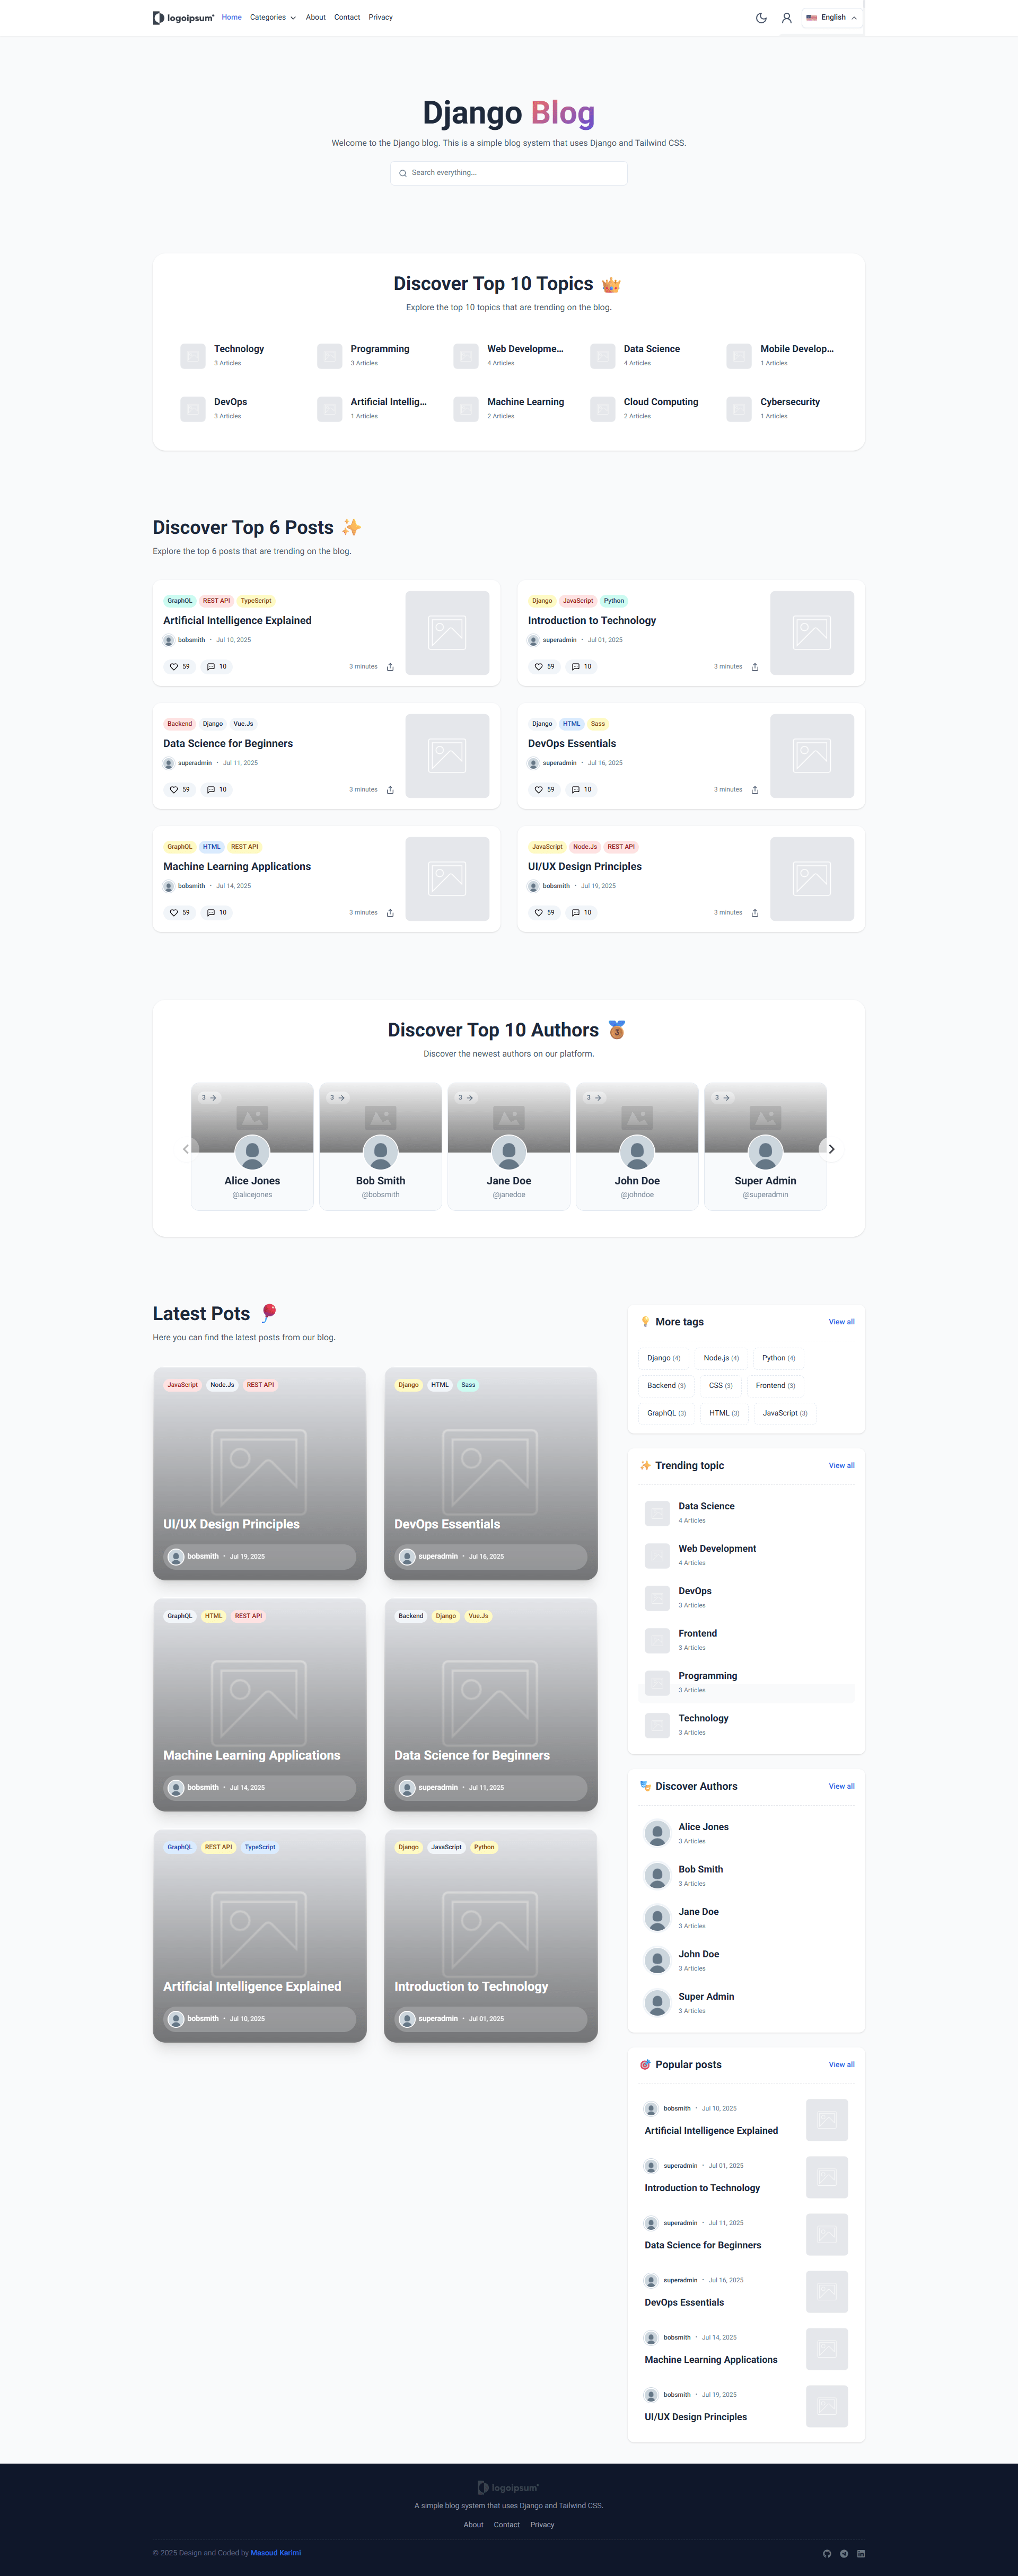 logoipsum® Home Categories About Contact Privacy English
Django Blog
Welcome to the Django blog. This is a simple blog system that uses Django and Tailwind CSS.
Search everything...
Discover Top 10 Topics
Explore the top 10 topics that are trending on the blog.
Technology
3 Articles
Programming
3 Articles
Web Developme...
4 Articles
Data Science
4 Articles
Mobile Develop...
1 Articles
DevOps
3 Articles
Artificial Intellig...
1 Articles
Machine Learning
2 Articles
Cloud Computing
2 Articles
Cybersecurity
1 Articles
Discover Top 6 Posts
Explore the top 6 posts that are trending on the blog.
GraphQL REST API TypeScript
Artificial Intelligence Explained
bobsmith • Jul 10, 2025
59 10 3 minutes
Django JavaScript Python
Introduction to Technology
superadmin • Jul 01, 2025
59 10 3 minutes
Backend Django Vue.Js
Data Science for Beginners
superadmin • Jul 11, 2025
59 10 3 minutes
Django HTML Sass
DevOps Essentials
superadmin • Jul 16, 2025
59 10 3 minutes
GraphQL HTML REST API
Machine Learning Applications
bobsmith • Jul 14, 2025
59 10 3 minutes
JavaScript Node.Js REST API
UI/UX Design Principles
bobsmith • Jul 19, 2025
59 10 3 minutes
Discover Top 10 Authors
3
Discover the newest authors on our platform.
3
Alice Jones
@alicejones
3
Bob Smith
@bobsmith
3
Jane Doe
@janedoe
3
John Doe
@johndoe
3
Super Admin
@superadmin
Latest Pots
Here you can find the latest posts from our blog.
JavaScript Node.Js REST API
UI/UX Design Principles
bobsmith • Jul 19, 2025
Django HTML Sass
DevOps Essentials
superadmin • Jul 16, 2025
GraphQL HTML REST API
Machine Learning Applications
bobsmith • Jul 14, 2025
Backend Django Vue.Js
Data Science for Beginners
superadmin • Jul 11, 2025
GraphQL REST API TypeScript
Artificial Intelligence Explained
bobsmith • Jul 10, 2025
Django JavaScript Python
Introduction to Technology
superadmin • Jul 01, 2025
More tags View all
Django (4) Node.js (4) Python (4)
Backend (3) CSS (3) Frontend (3)
GraphQL (3) HTML (3) JavaScript (3)
Trending topic View all
Data Science
4 Articles
Web Development
4 Articles
DevOps
3 Articles
Frontend
3 Articles
Programming
3 Articles
Technology
3 Articles
Discover Authors View all
Alice Jones
3 Articles
Bob Smith
3 Articles
Jane Doe
3 Articles
John Doe
3 Articles
Super Admin
3 Articles
Popular posts View all
bobsmith • Jul 10, 2025
Artificial Intelligence Explained
superadmin • Jul 01, 2025
Introduction to Technology
superadmin • Jul 11, 2025
Data Science for Beginners
superadmin • Jul 16, 2025
DevOps Essentials
bobsmith • Jul 14, 2025
Machine Learning Applications
bobsmith • Jul 19, 2025
UI/UX Design Principles
logoipsum®
A simple blog system that uses Django and Tailwind CSS.
About Contact Privacy
© 2025 Design and Coded by Masoud Karimi